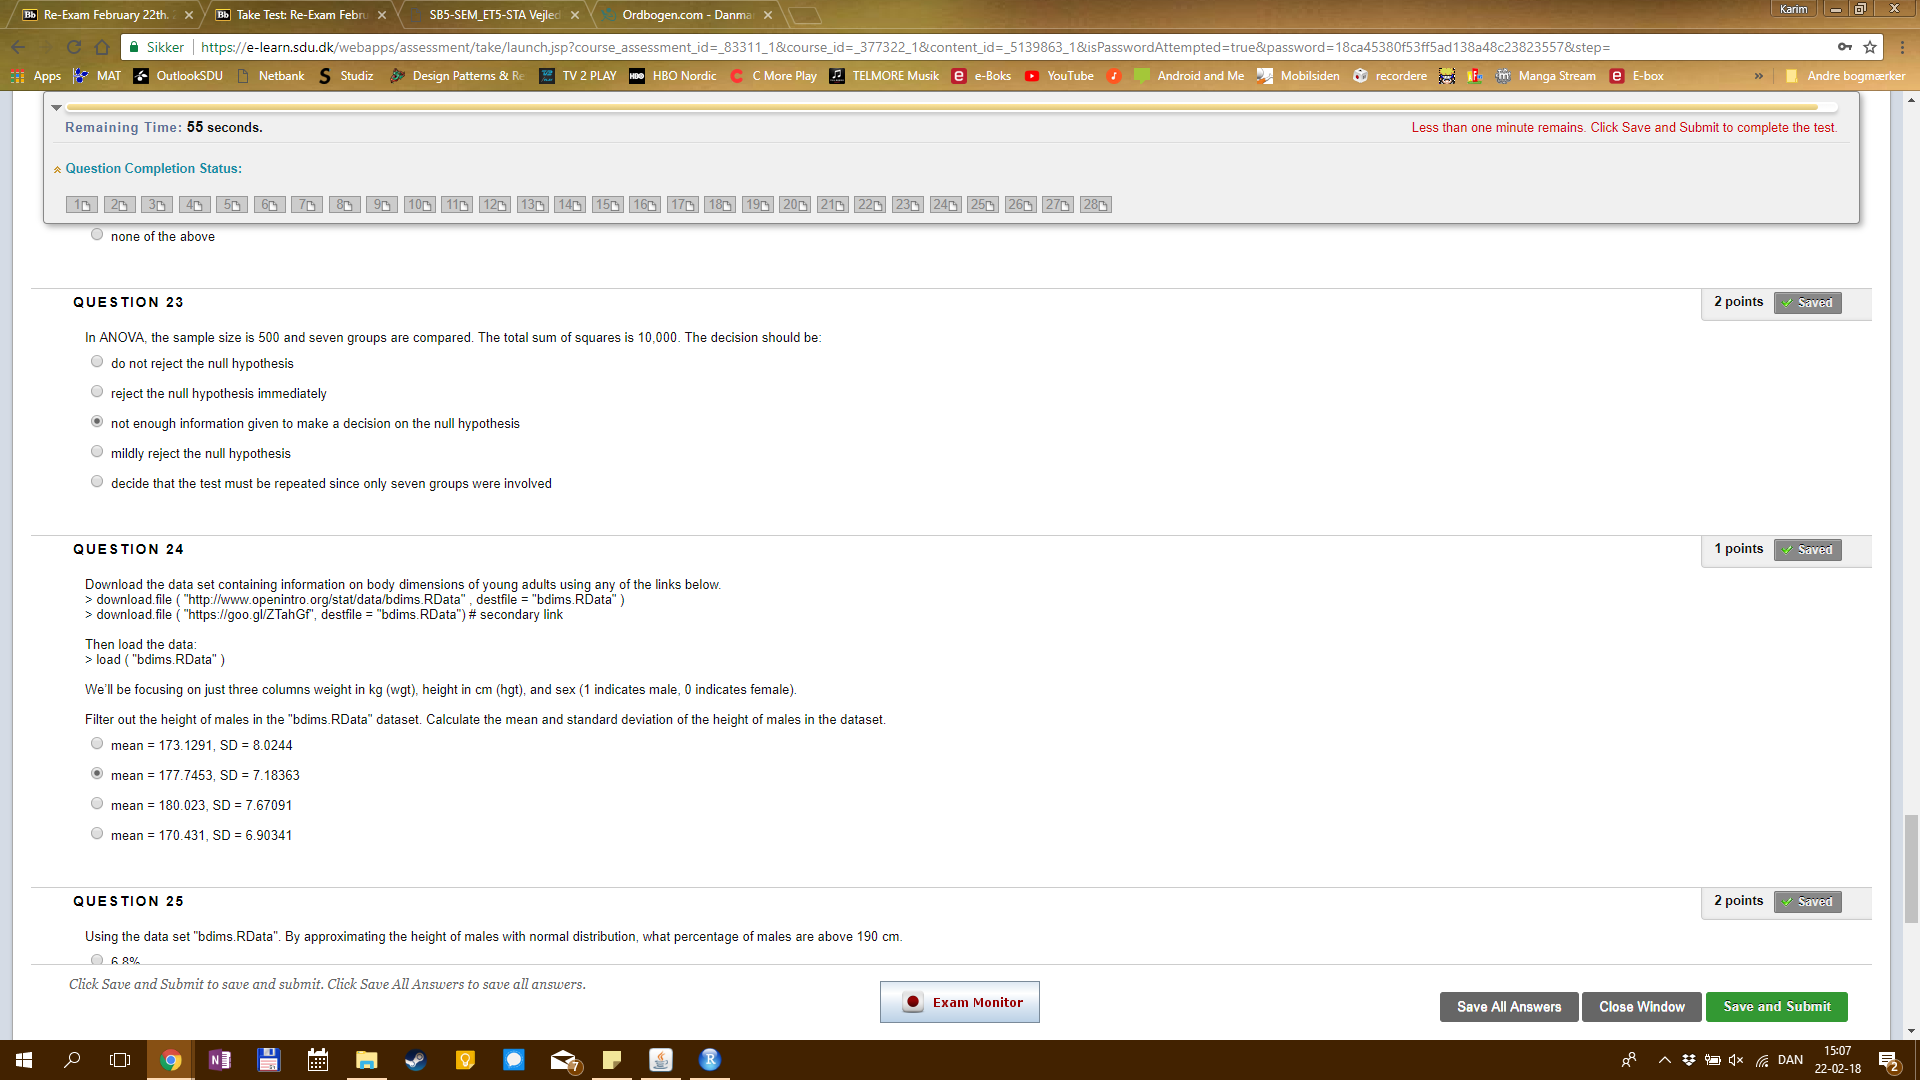 Re-Exam February 22th.
Take Test: Re-Exam Febru
SB5-SEM_ET5-STA Vejled
Ordbogen.com - Danma
Karim
Sikker
https://e-learn.sdu.dk/webapps/assessment/take/launch.jsp?course_assessment_id=_83311_1&course_id=_377322_1&content_id=_5139863_1&isPasswordAttempted=true&password=18ca45380f53ff5ad138a48c23823557&step=
Apps MAT OutlookSDU Netbank Studiz Design Patterns & Re TV 2 PLAY HBO Nordic C More Play TELMORE Musik e-Boks YouTube Android and Me Mobilsiden recordere Manga Stream E-box » Andre bogmærker
Remaining Time: 55 seconds.
Less than one minute remains. Click Save and Submit to complete the test.
Question Completion Status:
1 2 3 4 5 6 7 8 9 10 11 12 13 14 15 16 17 18 19 20 21 22 23 24 25 26 27 28
none of the above
QUESTION 23
2 points Saved
In ANOVA, the sample size is 500 and seven groups are compared. The total sum of squares is 10,000. The decision should be:
do not reject the null hypothesis
reject the null hypothesis immediately
not enough information given to make a decision on the null hypothesis
mildly reject the null hypothesis
decide that the test must be repeated since only seven groups were involved
QUESTION 24
1 points Saved
Download the data set containing information on body dimensions of young adults using any of the links below.
> download.file ( "http://www.openintro.org/stat/data/bdims.RData" , destfile = "bdims.RData" )
> download.file ( "https://goo.gl/ZTahGf", destfile = "bdims.RData") # secondary link
Then load the data:
> load ( "bdims.RData" )
We'll be focusing on just three columns weight in kg (wgt), height in cm (hgt), and sex (1 indicates male, 0 indicates female).
Filter out the height of males in the "bdims.RData" dataset. Calculate the mean and standard deviation of the height of males in the dataset.
mean = 173.1291, SD = 8.0244
mean = 177.7453, SD = 7.18363
mean = 180.023, SD = 7.67091
mean = 170.431, SD = 6.90341
QUESTION 25
2 points Saved
Using the data set "bdims.RData". By approximating the height of males with normal distribution, what percentage of males are above 190 cm.
6.8%
Click Save and Submit to save and submit. Click Save All Answers to save all answers.
Exam Monitor
Save All Answers
Close Window
Save and Submit
7
DAN
15:07
22-02-18
2